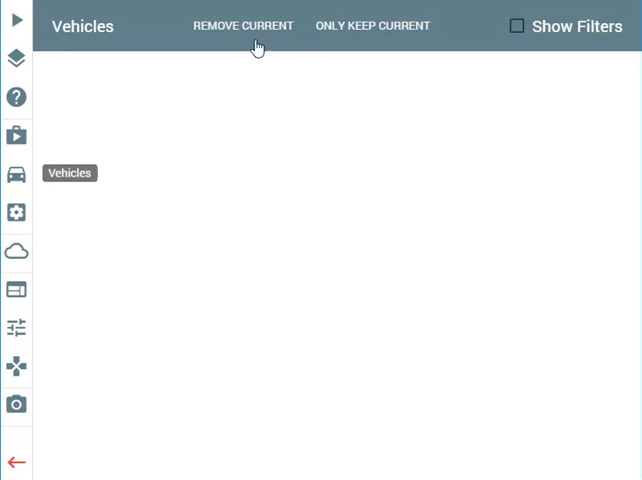 Vehicles
REMOVE CURRENT
ONLY KEEP CURRENT
Show Filters
Vehicles